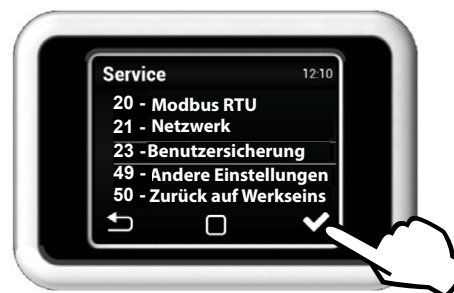 Service 12:10
20 - Modbus RTU
21 - Netzwerk
23 -Benutzersicherung
49 - Andere Einstellungen
50 - Zurück auf Werkseins